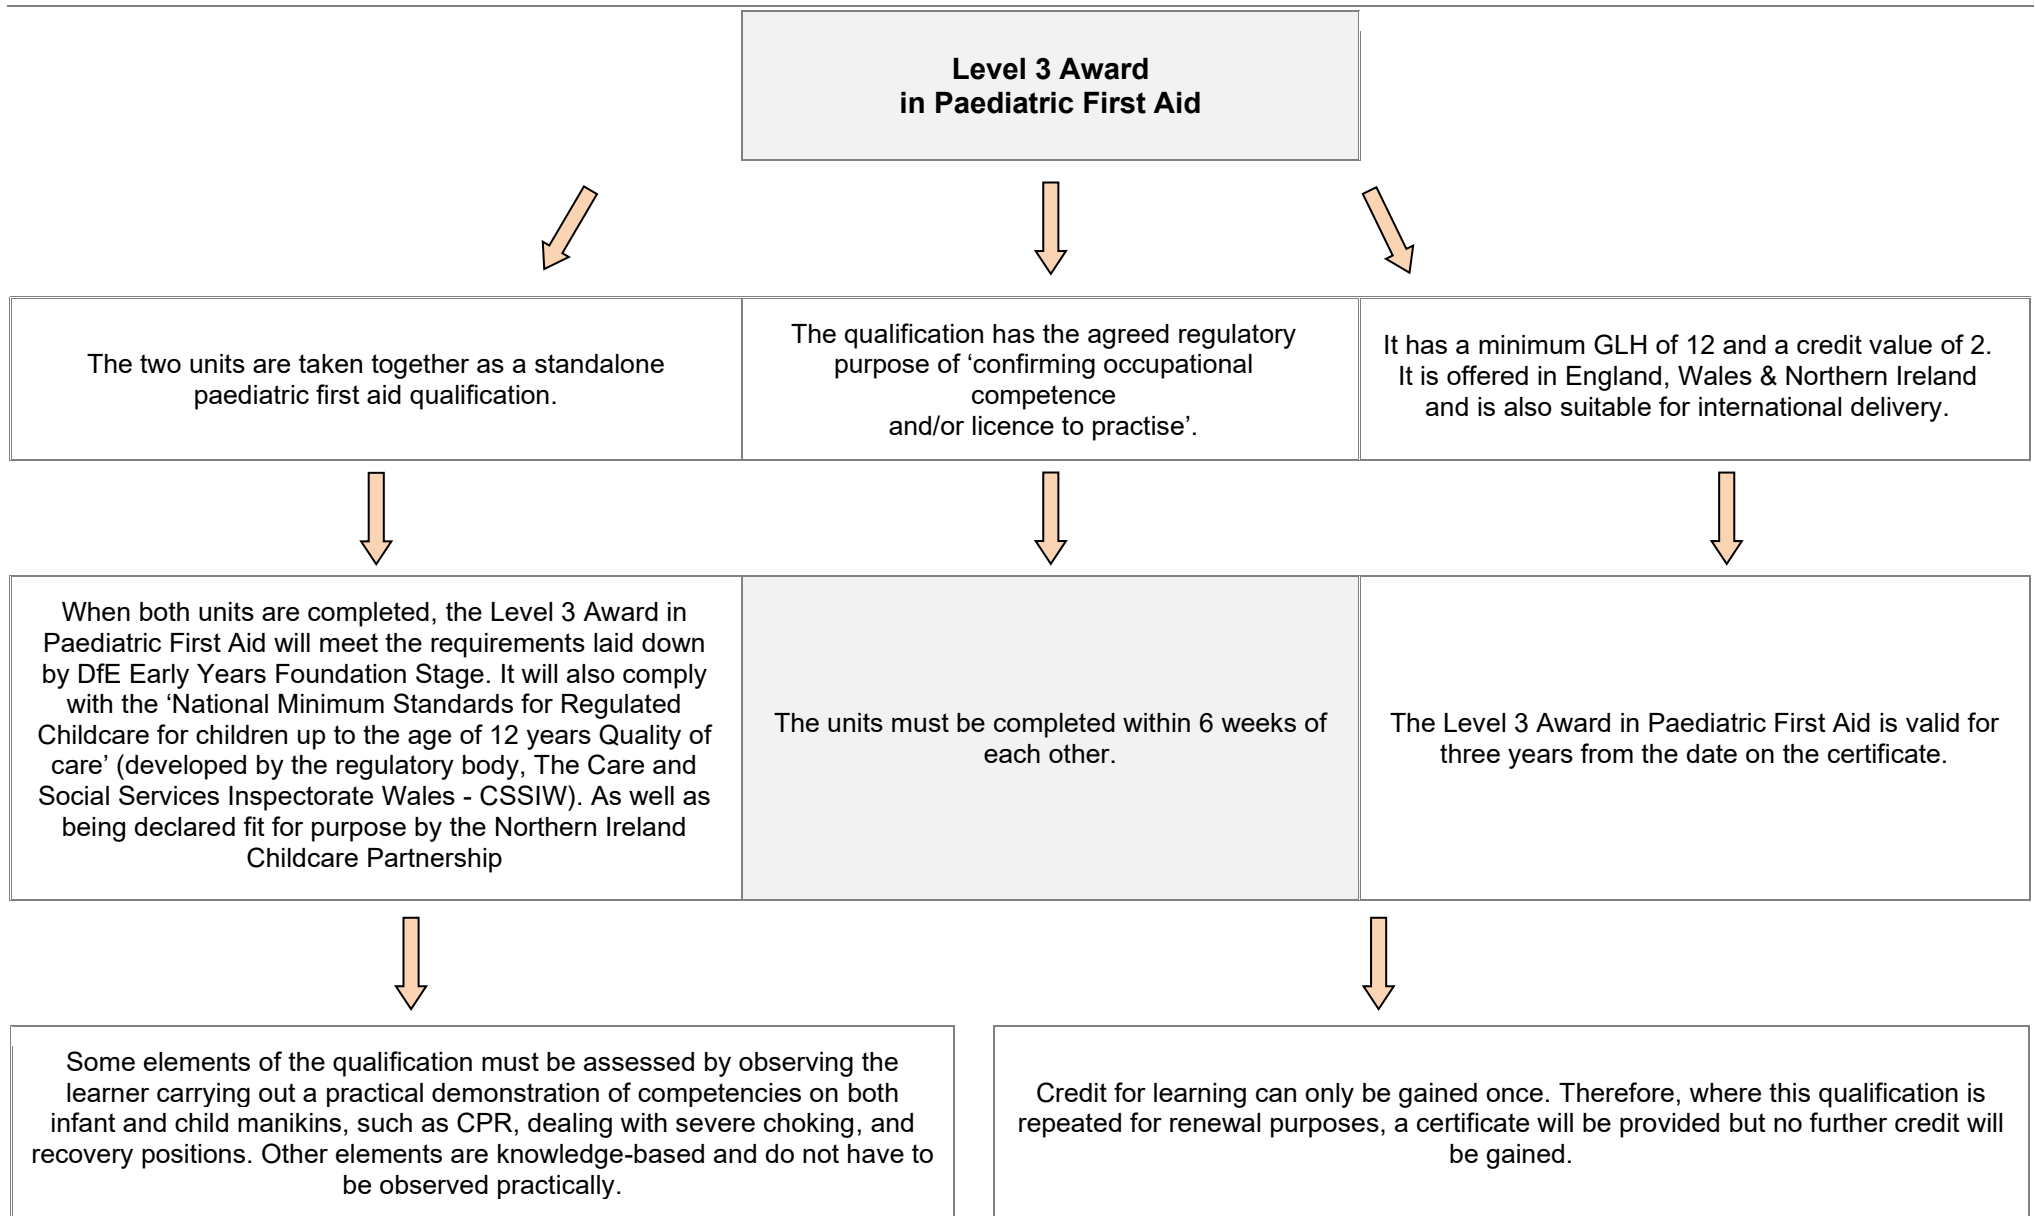 Level 3 Award
in Paediatric First Aid
The two units are taken together as a standalone
paediatric first aid qualification.
The qualification has the agreed regulatory
purpose of ‘confirming occupational
competence
and/or licence to practise’.
It has a minimum GLH of 12 and a credit value of 2.
It is offered in England, Wales & Northern Ireland
and is also suitable for international delivery.
When both units are completed, the Level 3 Award in
Paediatric First Aid will meet the requirements laid down
by DfE Early Years Foundation Stage. It will also comply
with the ‘National Minimum Standards for Regulated
Childcare for children up to the age of 12 years Quality of
care’ (developed by the regulatory body, The Care and
Social Services Inspectorate Wales - CSSIW). As well as
being declared fit for purpose by the Northern Ireland
Childcare Partnership
The units must be completed within 6 weeks of
each other.
The Level 3 Award in Paediatric First Aid is valid for
three years from the date on the certificate.
Some elements of the qualification must be assessed by observing the
learner carrying out a practical demonstration of competencies on both
infant and child manikins, such as CPR, dealing with severe choking, and
recovery positions. Other elements are knowledge-based and do not have to
be observed practically.
Credit for learning can only be gained once. Therefore, where this qualification is
repeated for renewal purposes, a certificate will be provided but no further credit will
be gained.